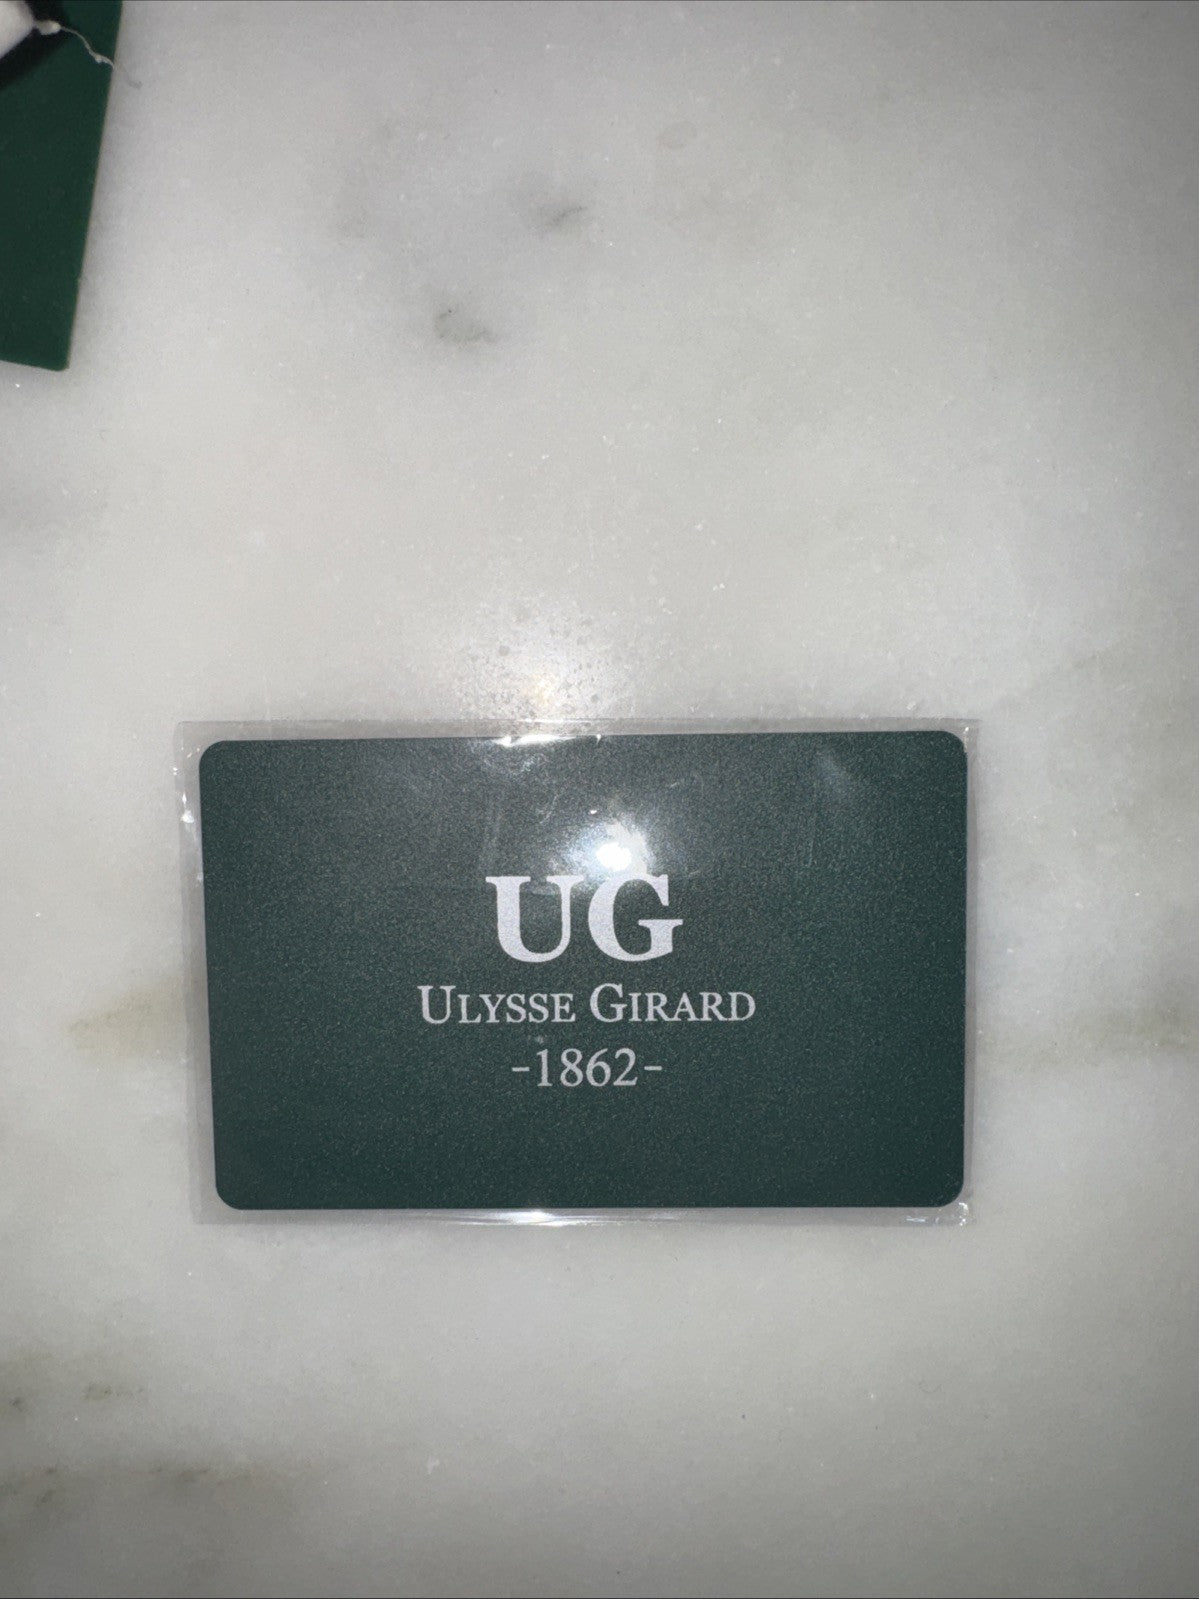 UG
ULYSSE GIRARD
-1862-